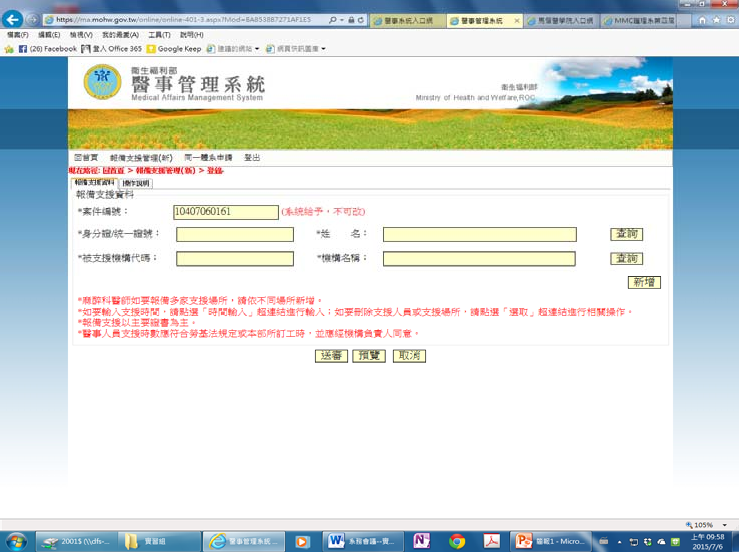 https://ma.mohw.gov.tw/online/online-401-3.aspx?Mod=BA8538B7271AF1E5
醫事系統入口網
醫事管理系統
馬偕醫學院入口網
檔案(F) 編輯(E) 檢視(V) 我的最愛(A) 工具(T) 說明(H)
(26) Facebook 登入 Office 365 Google Keep 建議的網站 網頁快訊圖庫
衛生福利部
醫事管理系統
Medical Affairs Management System
衛生福利部
Ministry of Health and Welfare,ROC.
回首頁 報備支援管理(新) 同一體系申請 登出
現在路徑: 回首頁 > 報備支援管理(新) > 登錄.
報備支援資料 操作說明
報備支援資料
*案件編號： 10407060161 (系統給予，不可改)
*身分證/統一證號： *姓 名： 查詢
*被支援機構代碼： *機構名稱： 查詢
新增
*麻醉科醫師如要報備多家支援場所，請依不同場所新增。
*如要輸入支援時間，請點選「時間輸入」超連結進行輸入；如要刪除支援人員或支援場所，請點選「選取」超連結進行相關操作。
*報備支援以主要證書為主。
*醫事人員支援時數應符合勞基法規定或本部所訂工時，並應經機構負責人同意。
送審 預覽 取消
105%
2001$ (\\dfs-...
實習組
醫事管理系統 ...
系務會議--實...
簡報1 - Micro...
上午 09:58
2015/7/6